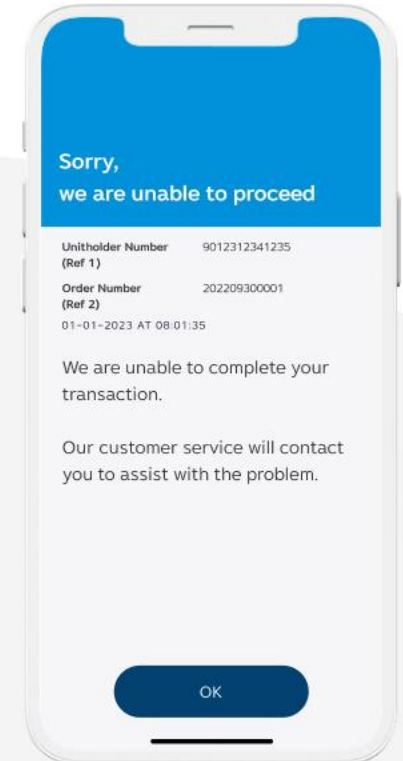 Sorry,
we are unable to proceed
Unitholder Number 9012312341235
(Ref 1)
Order Number 202209300001
(Ref 2)
01-01-2023 AT 08:01:35
We are unable to complete your
transaction.
Our customer service will contact
you to assist with the problem.
OK